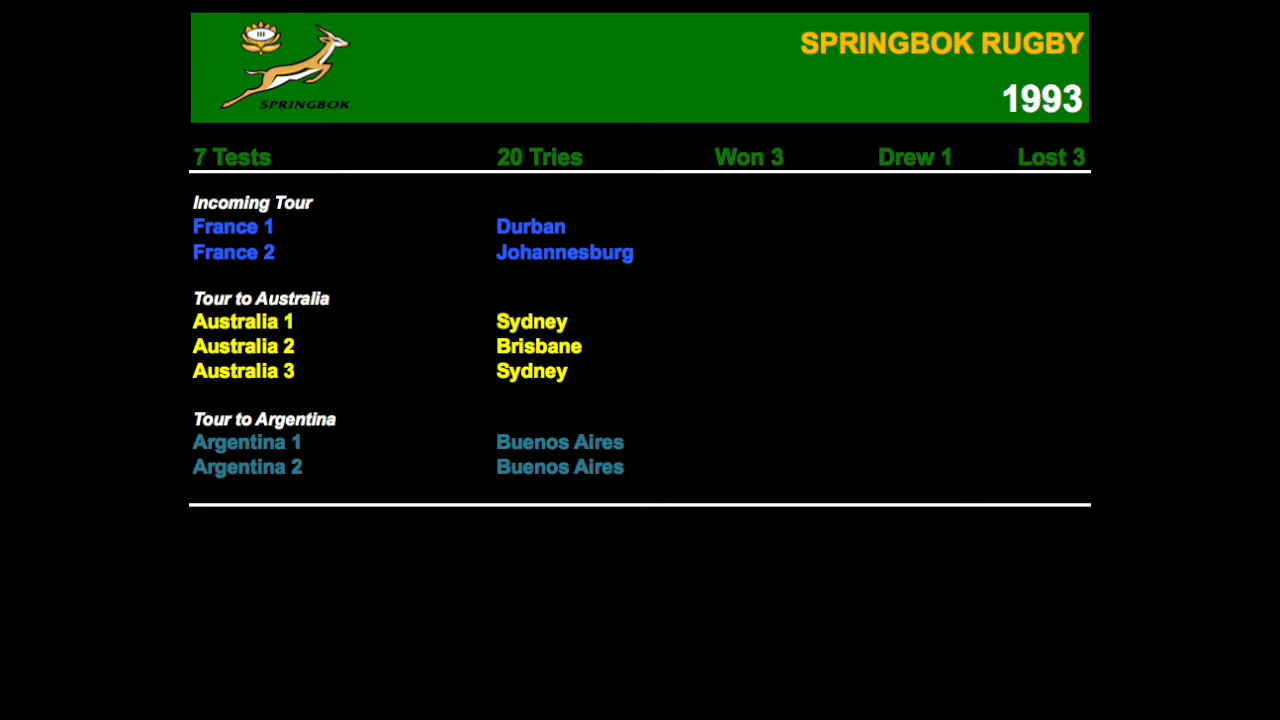 SPRINGBOK
SPRINGBOK RUGBY
1993
7 Tests 20 Tries Won 3 Drew 1 Lost 3
Incoming Tour
France 1 Durban
France 2 Johannesburg
Tour to Australia
Australia 1 Sydney
Australia 2 Brisbane
Australia 3 Sydney
Tour to Argentina
Argentina 1 Buenos Aires
Argentina 2 Buenos Aires